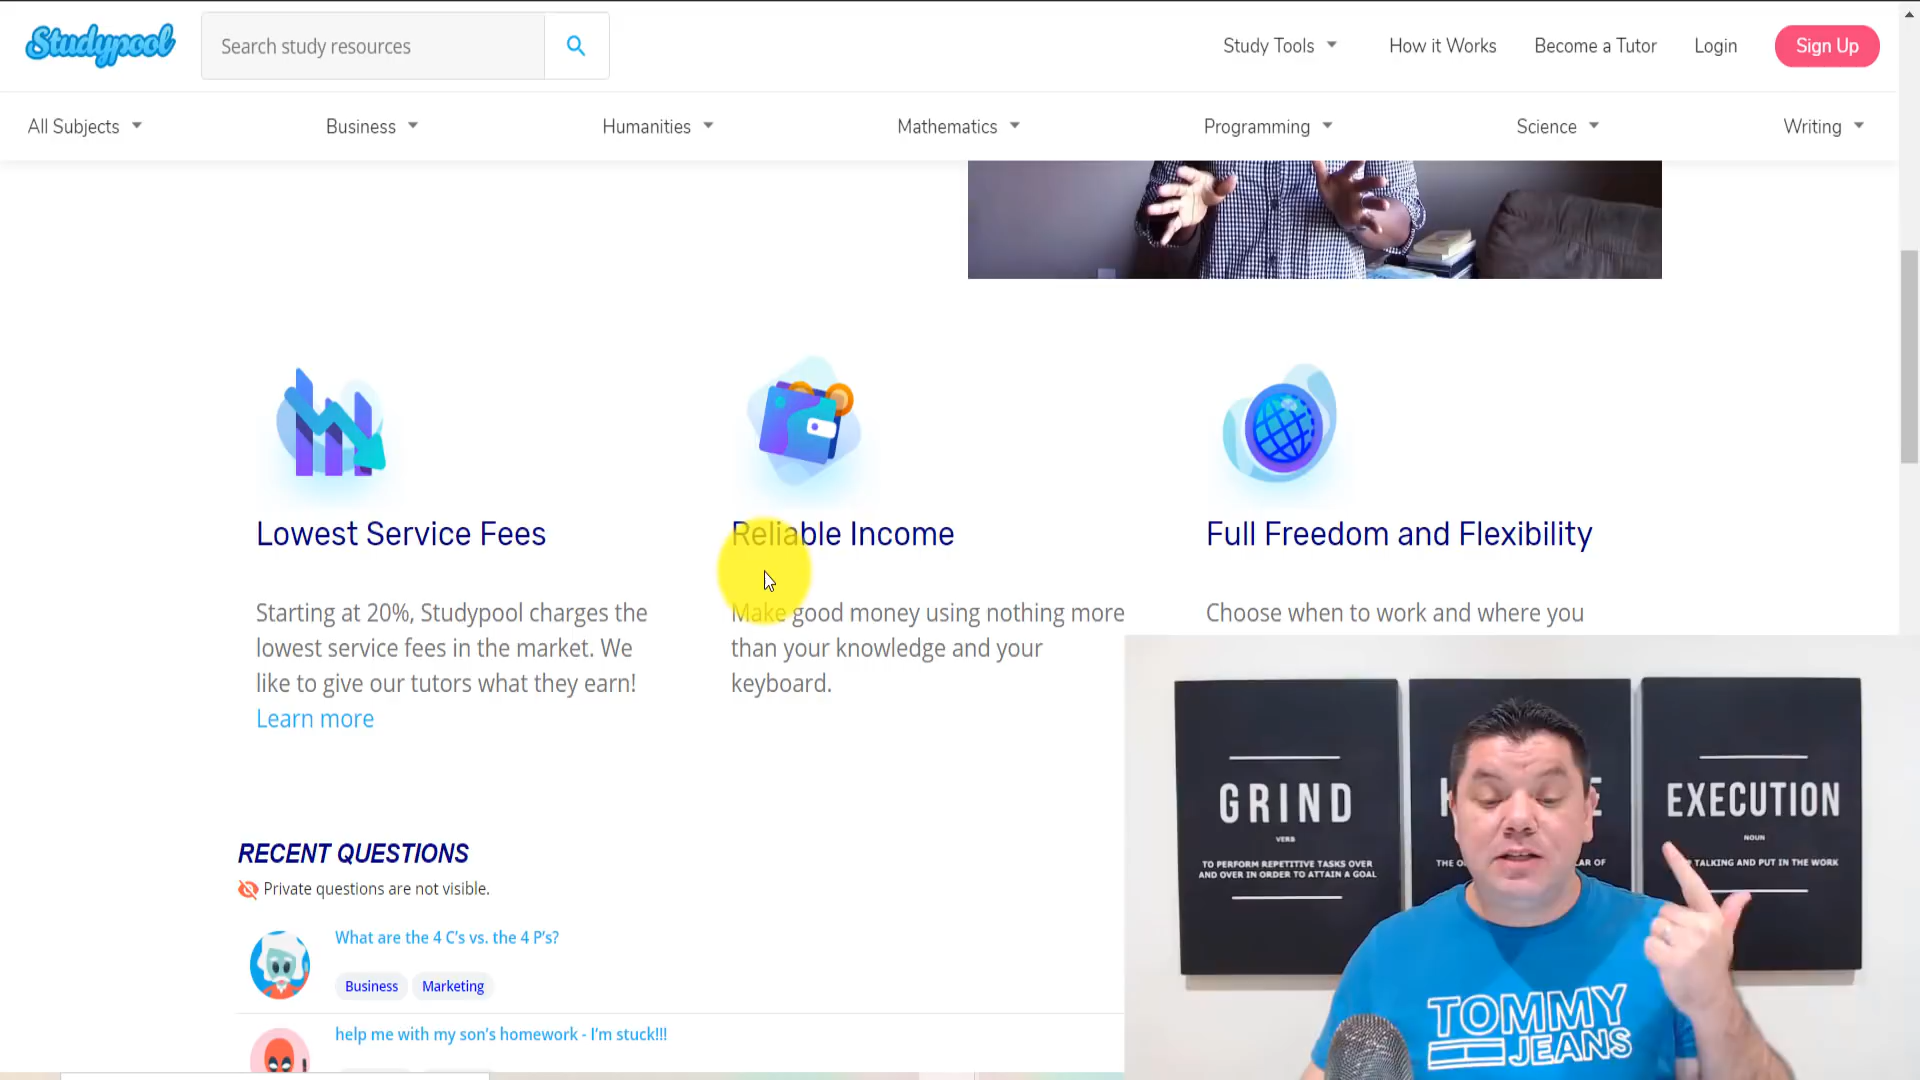 Studypool
Search study resources
Study Tools
How it Works
Become a Tutor
Login
Sign Up
All Subjects
Business
Humanities
Mathematics
Programming
Science
Writing
Lowest Service Fees
Starting at 20%, Studypool charges the
lowest service fees in the market. We
like to give our tutors what they earn!
Learn more
Reliable Income
Make good money using nothing more
than your knowledge and your
keyboard.
Full Freedom and Flexibility
Choose when to work and where you
RECENT QUESTIONS
Private questions are not visible.
What are the 4 C's vs. the 4 P's?
Business
Marketing
help me with my son's homework - I'm stuck!!!
GRIND
VERB
TO PERFORM REPETITIVE TASKS OVER
AND OVER IN ORDER TO ATTAIN A GOAL
EXECUTION
NOUN
TALKING AND PUT IN THE WORK
TOMMY
JEANS